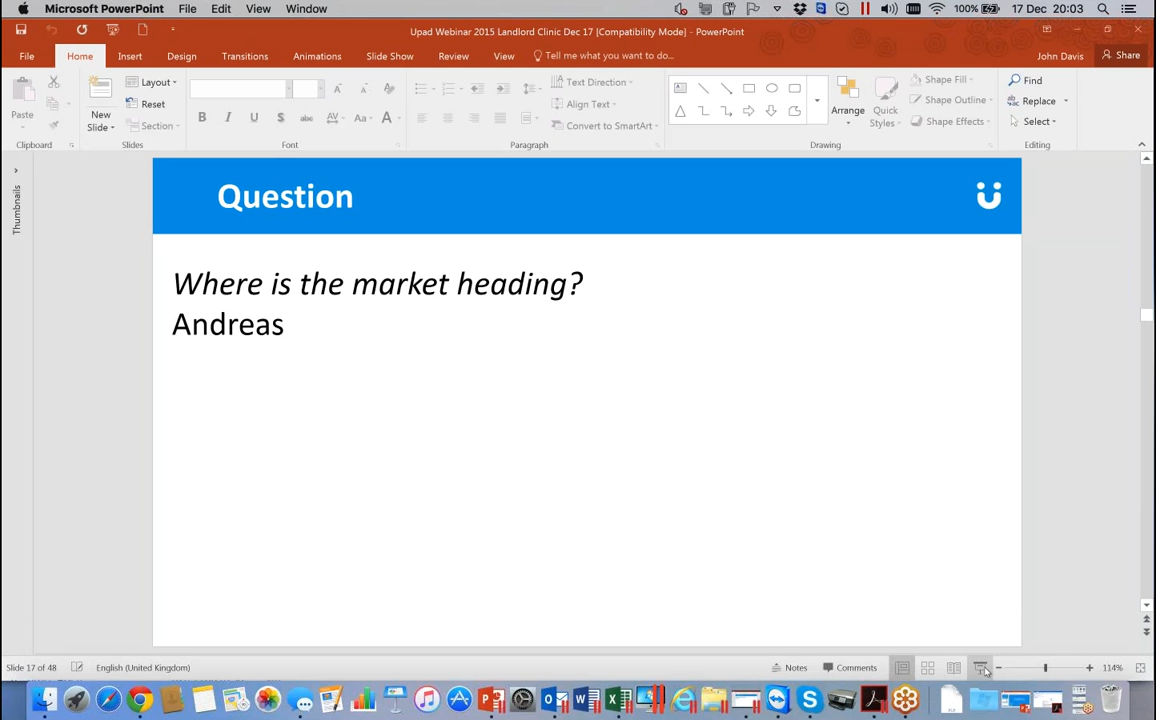 Microsoft PowerPoint File Edit View Window 100% 17 Dec 20:03
Upad Webinar 2015 Landlord Clinic Dec 17 [Compatibility Mode] - PowerPoint
File Home Insert Design Transitions Animations Slide Show Review View Tell me what you want to do... John Davis Share
Paste
Clipboard
New
Slide
Layout
Reset
Section
Slides
B I U S abc AV Aa A
Font
Text Direction
Align Text
Convert to SmartArt
Paragraph
Arrange
Quick
Styles
Shape Fill
Shape Outline
Shape Effects
Drawing
Find
Replace
Select
Editing
Thumbnails
Question
Where is the market heading?
Andreas
Slide 17 of 48 English (United Kingdom) Notes Comments 114%